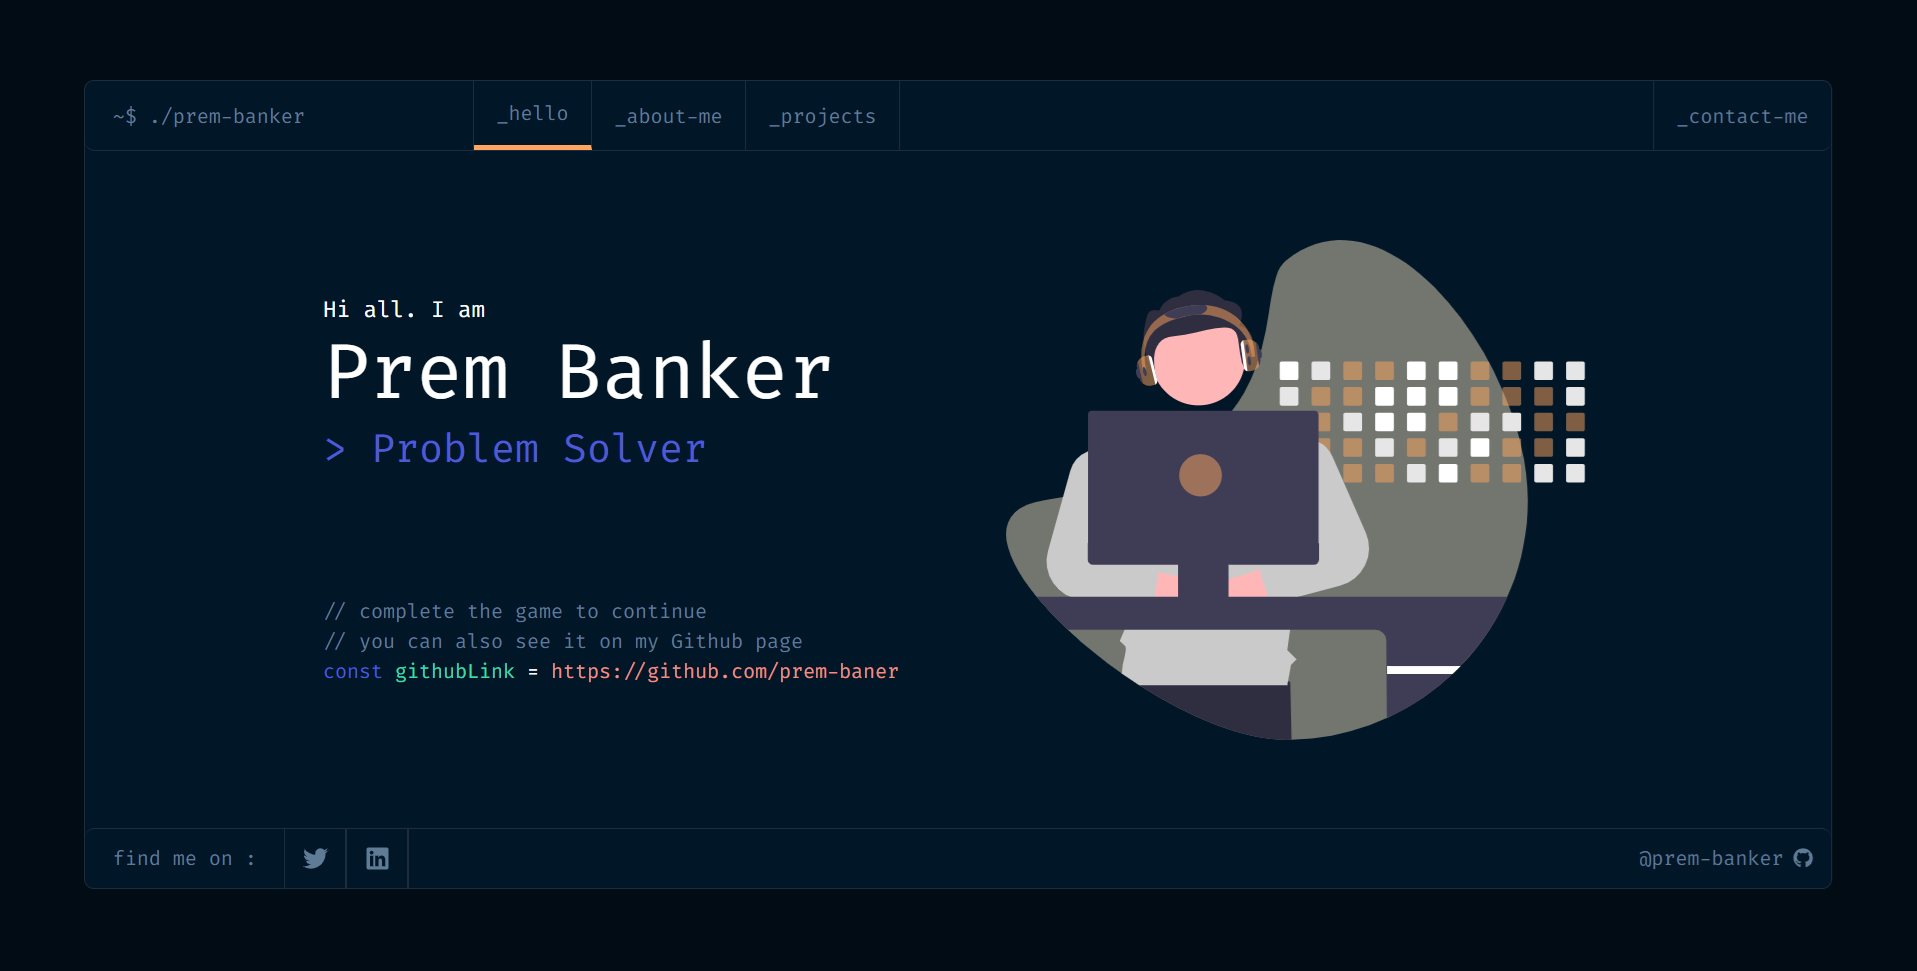 ~$ ./prem-banker
_hello
_about-me
_projects
_contact-me
Hi all. I am
Prem Banker
> Problem Solver
// complete the game to continue
// you can also see it on my Github page
const githubLink = https://github.com/prem-baner
find me on :
@prem-banker